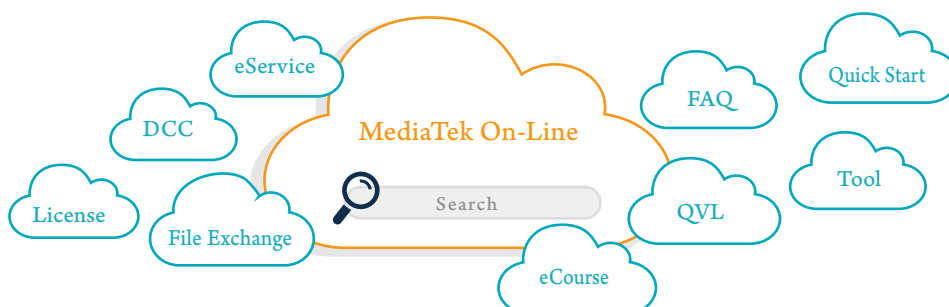 eService
Quick Start
FAQ
DCC
MediaTek On-Line
Tool
License
Search
QVL
File Exchange
eCourse